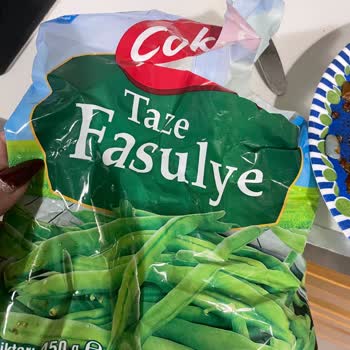 Cok
Taze
Fasulye
450 g e